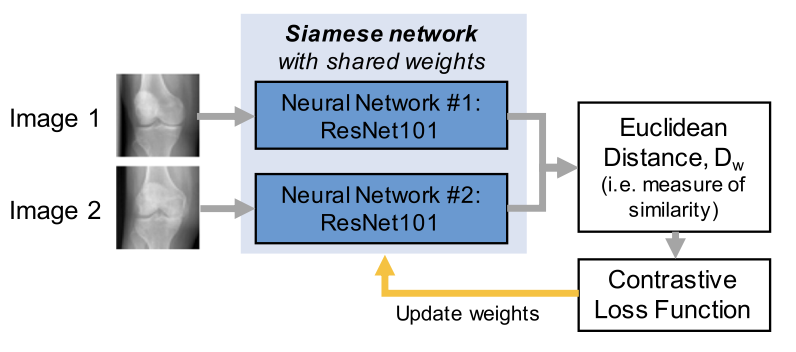 Siamese network
with shared weights
Image 1
Neural Network #1:
ResNet101
Image 2
Neural Network #2:
ResNet101
Euclidean
Distance, Dw
(i.e. measure of
similarity)
Contrastive
Loss Function
Update weights